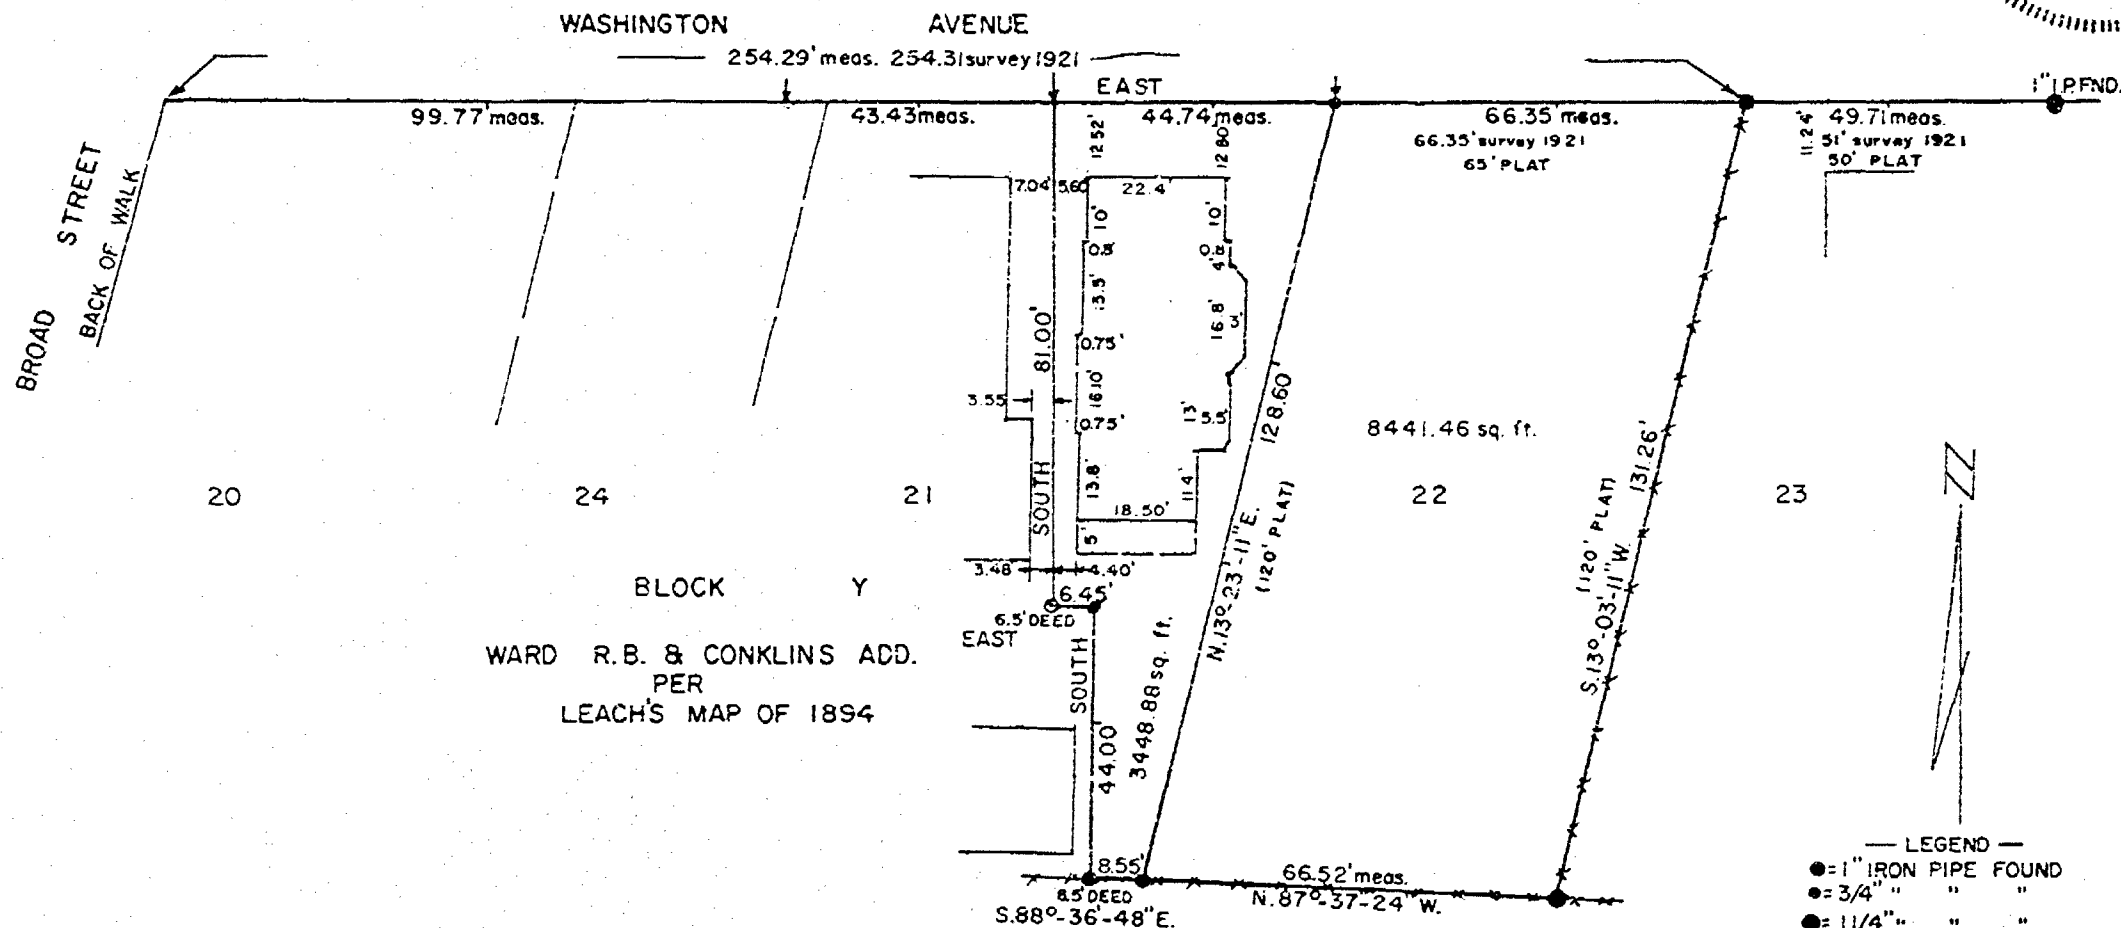 WASHINGTON AVENUE
254.29' meas. 254.31 survey 1921
EAST
1" I.P. FND.
99.77' meas.
43.43 meas.
44.74 meas.
66.35 meas.
66.35' survey 1921
65' PLAT
49.71 meas.
51' survey 1921
50' PLAT
11.24'
12.52'
12.60
BROAD STREET
BACK OF WALK
7.04'
5.60
22.4'
10'
10'
0.8
0.8
4'
13.5'
16.8'
3'
81.00'
0.75'
16.10'
3.55
0.75'
13'
5.5'
128.60'
8441.46 sq. ft.
131.26'
20
24
21
22
23
SOUTH
13.8'
11.4'
18.50'
5'
N.13°-23'-11"E.
(120' PLAT)
(120' PLAT)
S.13°-03'-11"W.
N
3.48'
4.40'
BLOCK Y
6.45'
6.5' DEED
EAST
WARD R.B. & CONKLINS ADD.
PER
LEACH'S MAP OF 1894
SOUTH
44.00'
3448.88 sq. ft.
8.55'
8.5' DEED
S.88°-36'-48"E.
66.52' meas.
N.87°-37'-24"W.
— LEGEND —
●=1" IRON PIPE FOUND
●=3/4" " " "
●=11/4" " " "